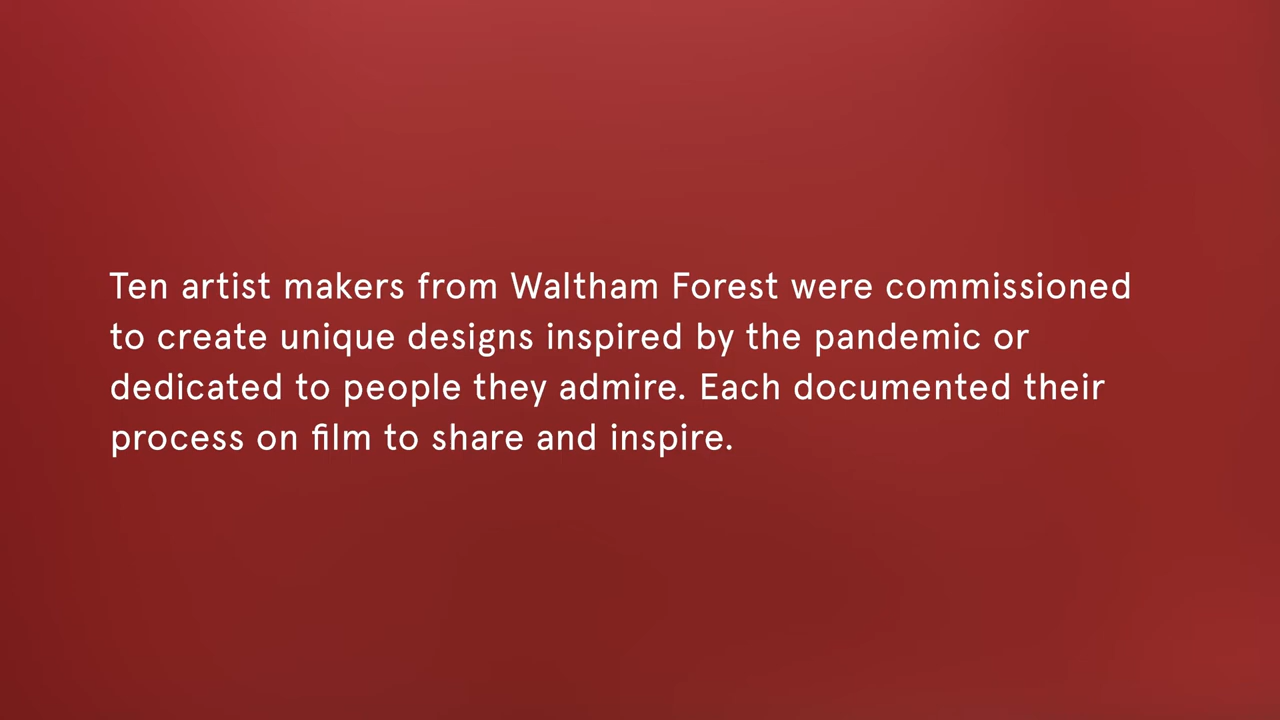 Ten artist makers from Waltham Forest were commissioned
to create unique designs inspired by the pandemic or
dedicated to people they admire. Each documented their
process on film to share and inspire.